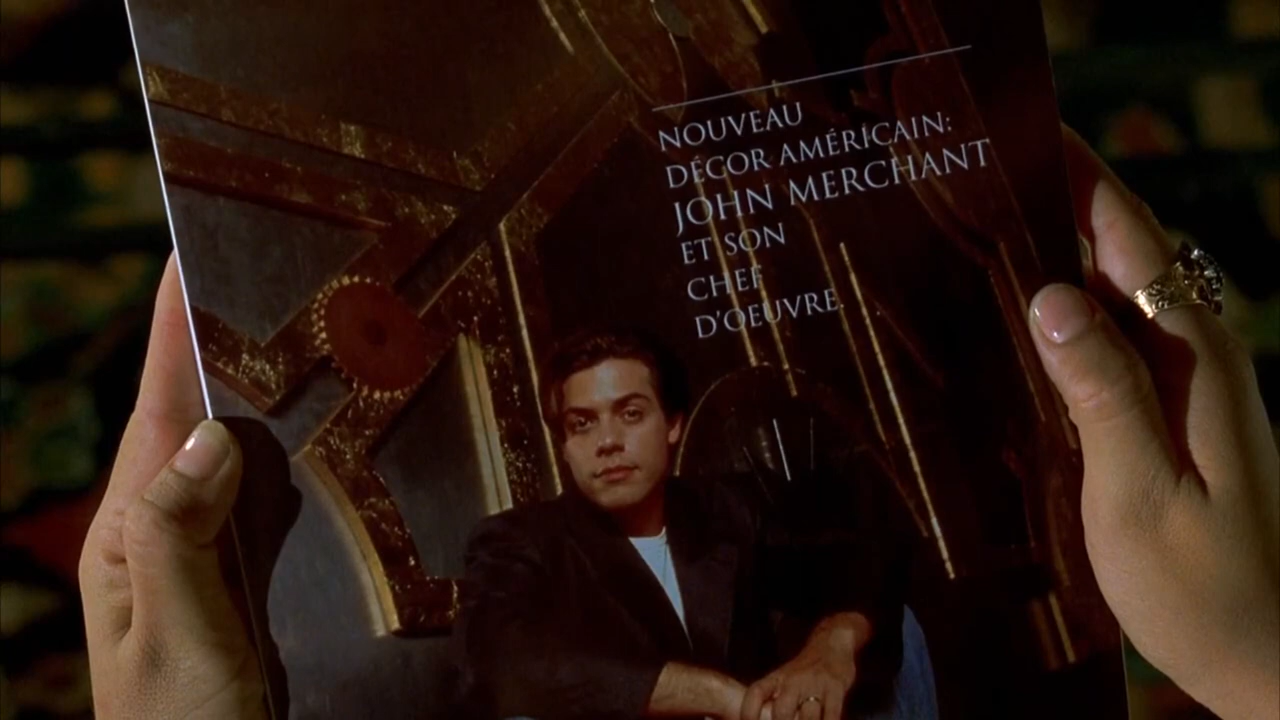 NOUVEAU
DÉCOR AMÉRICAIN:
JOHN MERCHANT
ET SON
CHEF
D'OEUVRE.